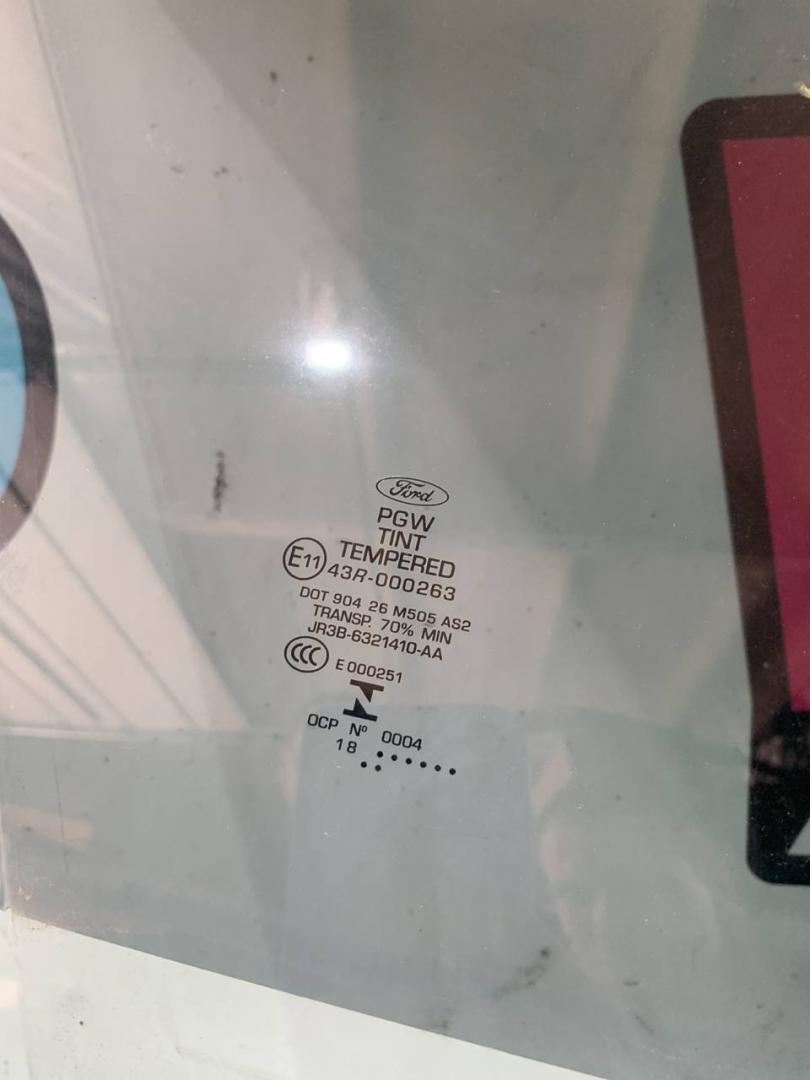 Ford
PGW
TINT
TEMPERED
E11 43R-000263
DOT 904 26 M505 AS2
TRANSP. 70% MIN
JR3B-6321410-AA
CCC E000251
OCP Nº 0004
18